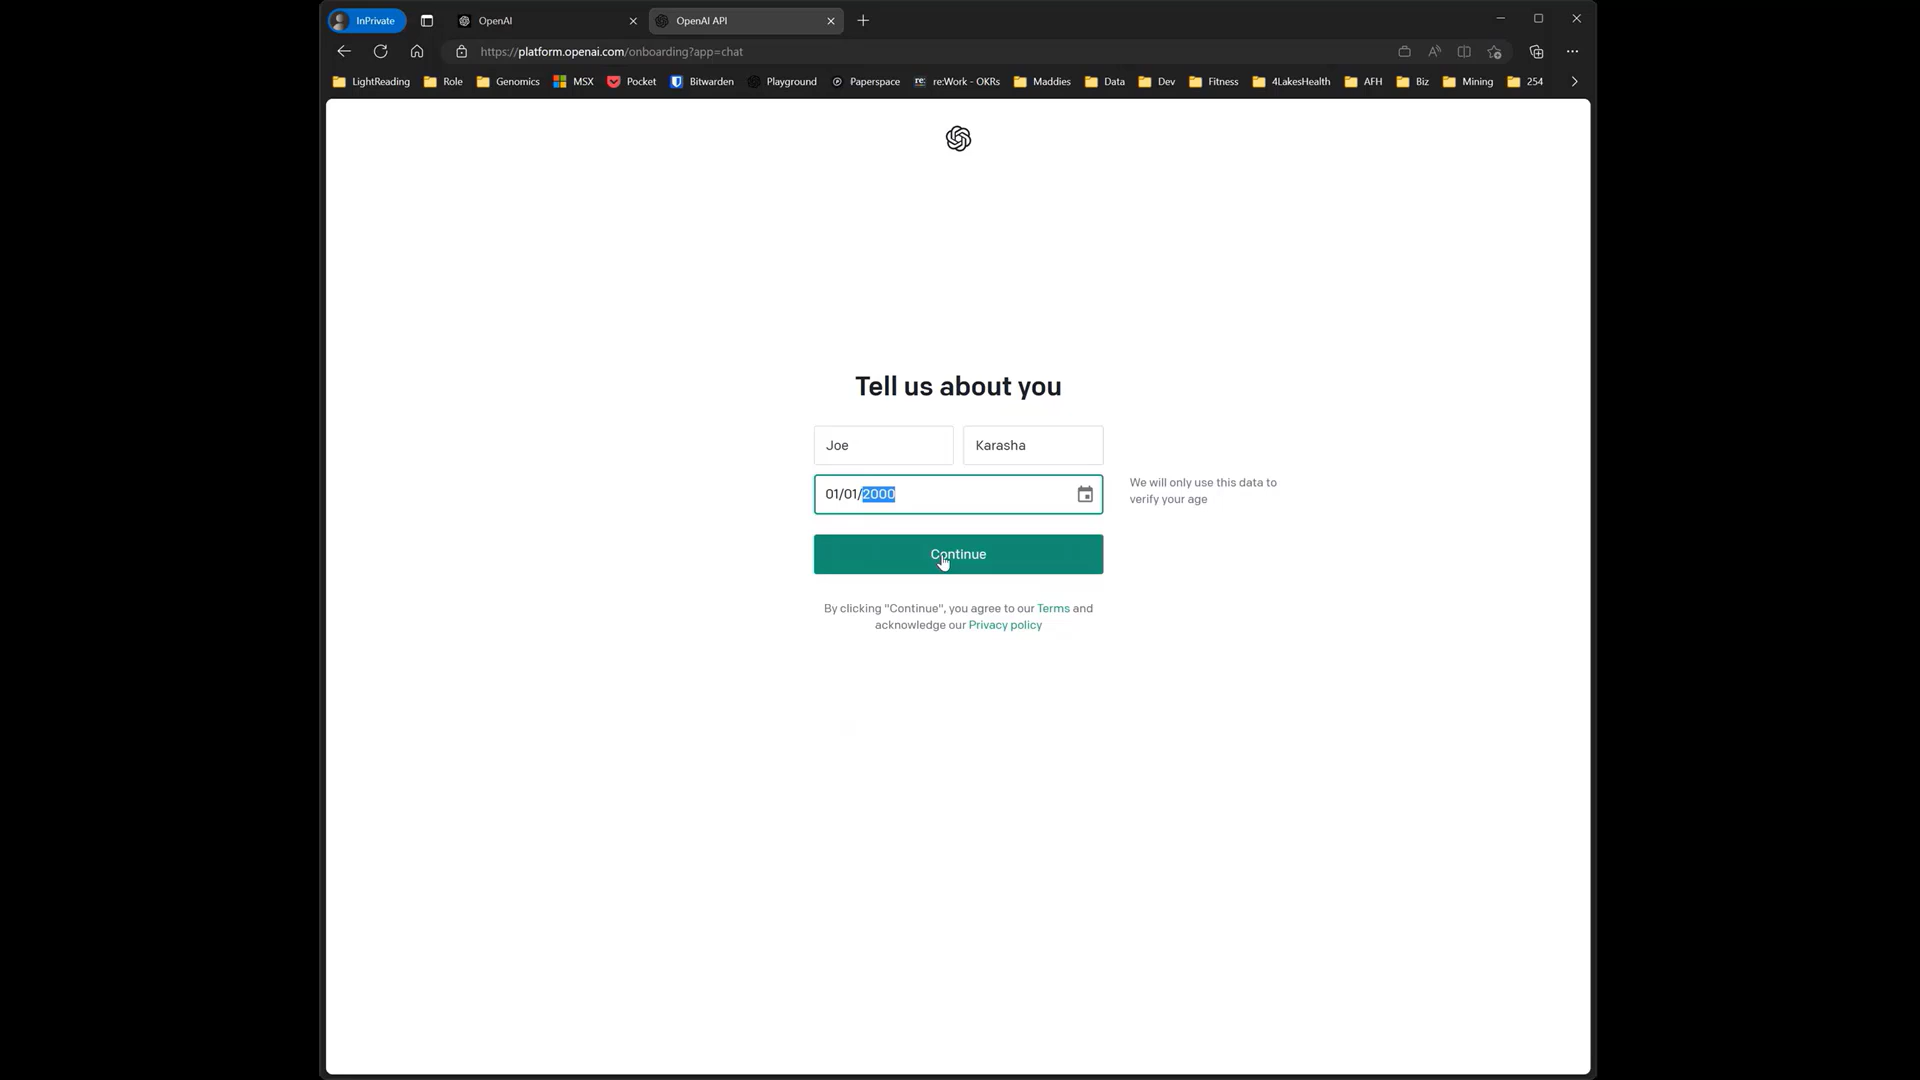 InPrivate OpenAI OpenAI API
https://platform.openai.com/onboarding?app=chat
LightReading Role Genomics MSX Pocket Bitwarden Playground Paperspace re:Work - OKRs Maddies Data Dev Fitness 4LakesHealth AFH Biz Mining 254
Tell us about you
Joe Karasha
01/01/2000
We will only use this data to
verify your age
Continue
By clicking "Continue", you agree to our Terms and
acknowledge our Privacy policy